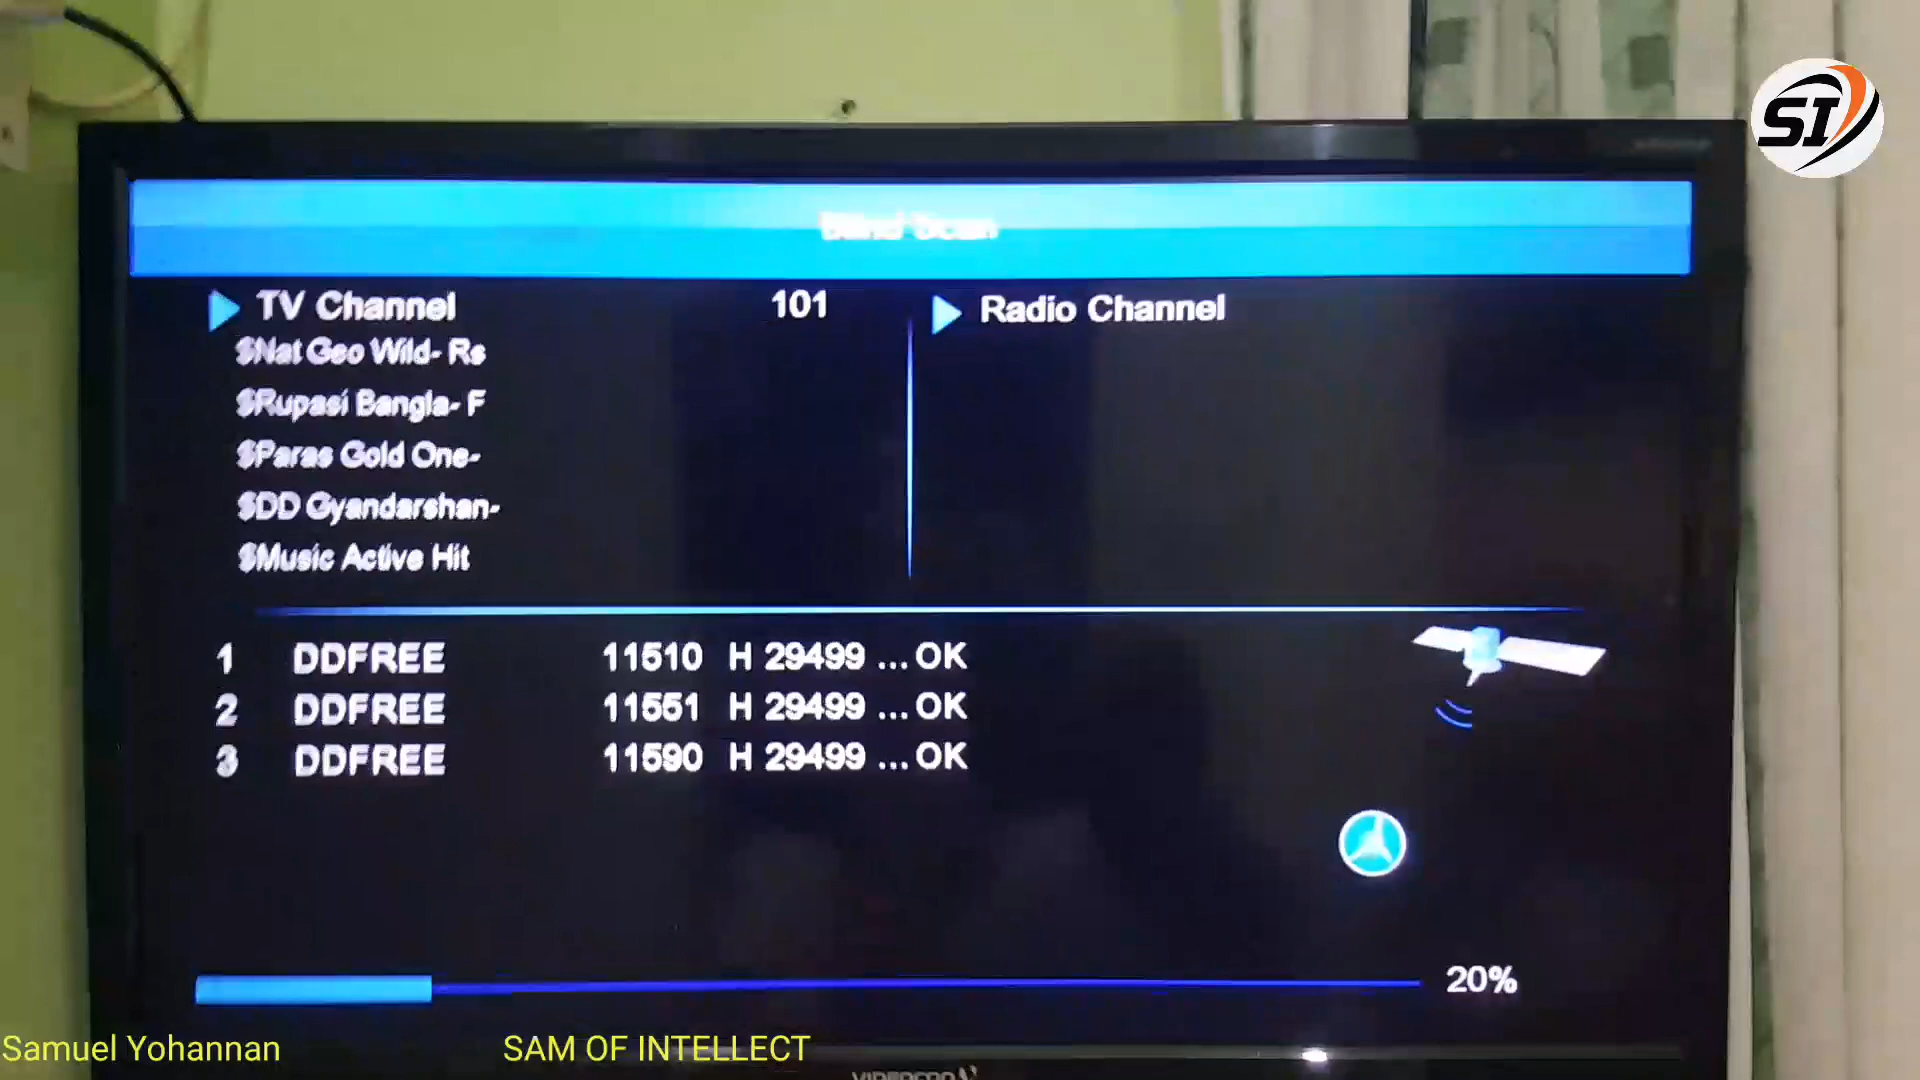 SI
Blind Scan
TV Channel 101
Radio Channel
$Nat Geo Wild- Rs
$Rupasi Bangla- F
$Paras Gold One-
$DD Gyandarshan-
$Music Active Hit
1 DDFREE 11510 H 29499 ...OK
2 DDFREE 11551 H 29499 ...OK
3 DDFREE 11590 H 29499 ...OK
20%
Samuel Yohannan
SAM OF INTELLECT